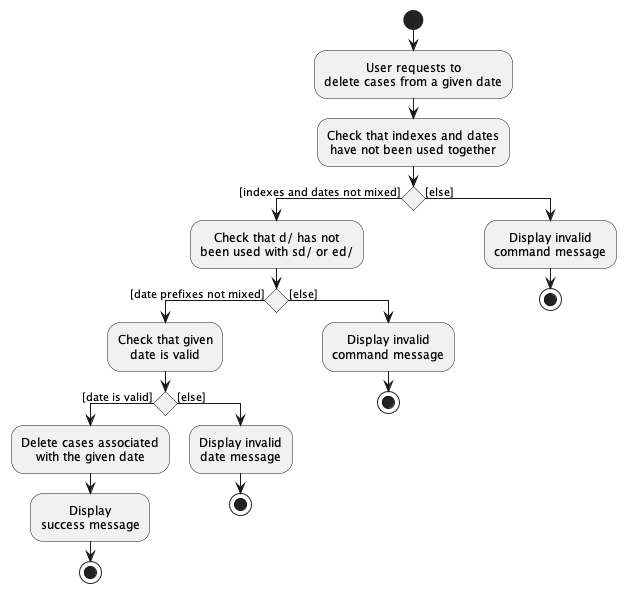 User requests to
delete cases from a given date
Check that indexes and dates
have not been used together
[indexes and dates not mixed]
[else]
Check that d/ has not
been used with sd/ or ed/
Display invalid
command message
[date prefixes not mixed]
[else]
Check that given
date is valid
Display invalid
command message
[date is valid]
[else]
Delete cases associated
with the given date
Display invalid
date message
Display
success message